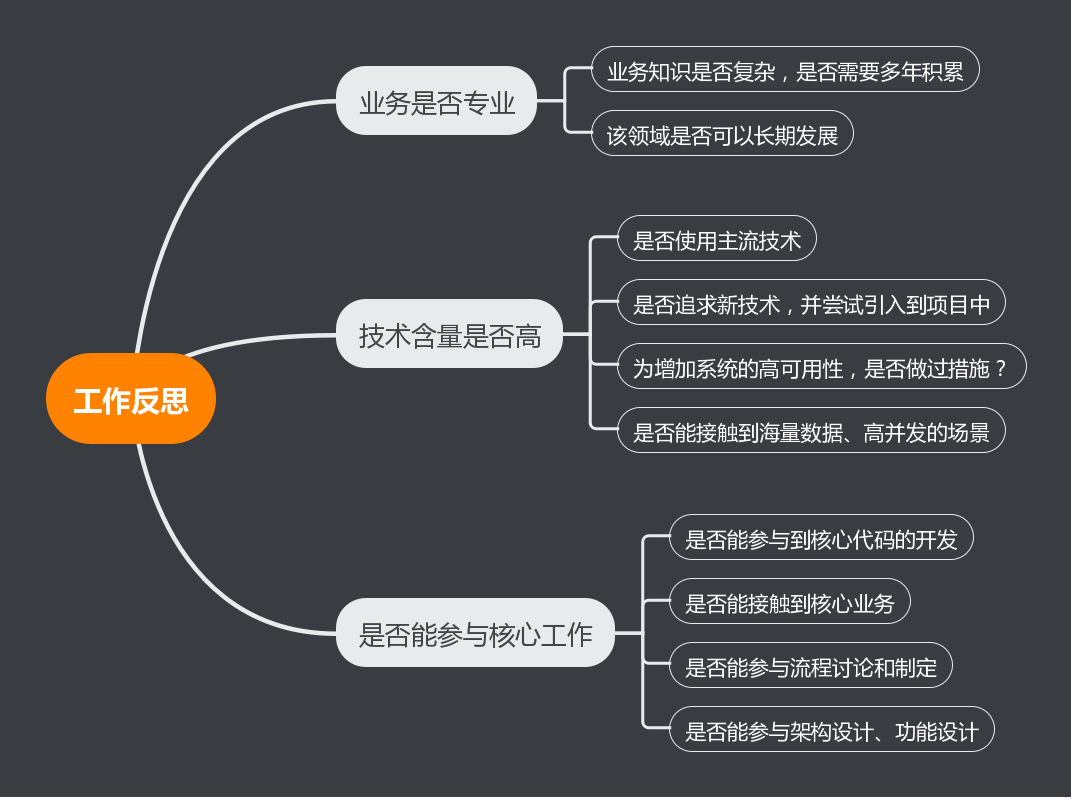 工作反思
业务是否专业
业务知识是否复杂，是否需要多年积累
该领域是否可以长期发展
技术含量是否高
是否使用主流技术
是否追求新技术，并尝试引入到项目中
为增加系统的高可用性，是否做过措施？
是否能接触到海量数据、高并发的场景
是否能参与核心工作
是否能参与到核心代码的开发
是否能接触到核心业务
是否能参与流程讨论和制定
是否能参与架构设计、功能设计